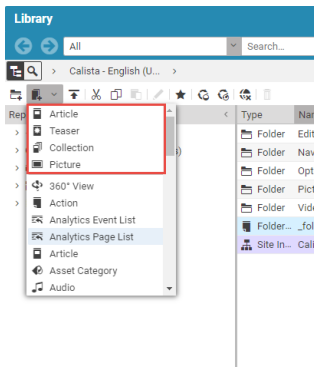 Library
All
Search...
Calista - English (U...
Rep
Type
Nam
Article
Teaser
Collection
Picture
360° View
Action
Analytics Event List
Analytics Page List
Article
Asset Category
Audio
s)
Folder Edit
Folder Nav
Folder Opt
Folder Pict
Folder Vide
Folder... _fol
Site In... Cali